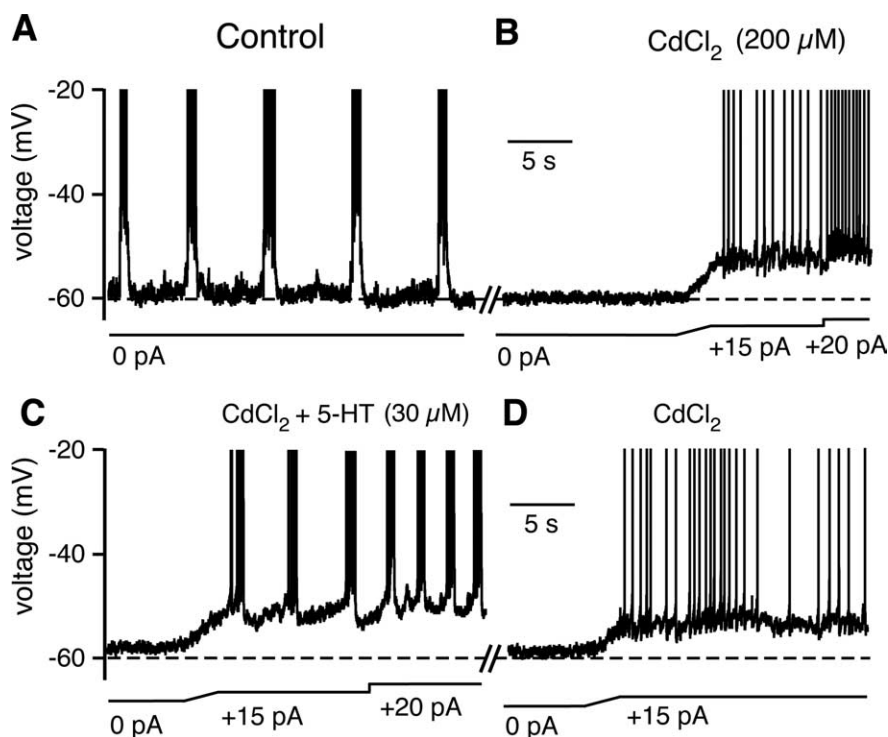 A
Control
B
CdCl2 (200 µM)
voltage (mV)
-20
-40
-60
5 s
0 pA
0 pA
+15 pA
+20 pA
C
CdCl2 + 5-HT (30 µM)
D
CdCl2
voltage (mV)
-20
-40
-60
5 s
0 pA
+15 pA
+20 pA
0 pA
+15 pA